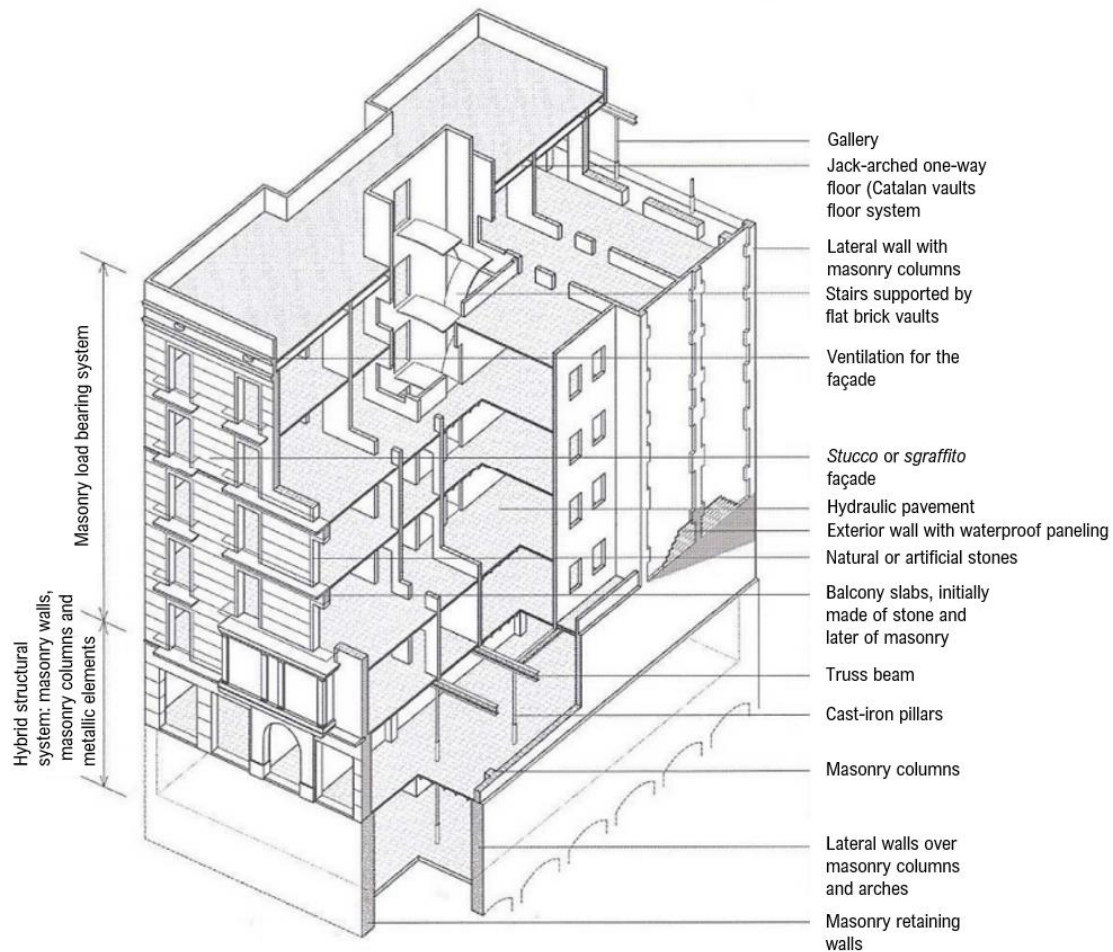 Gallery
Jack-arched one-way
floor (Catalan vaults
floor system
Lateral wall with
masonry columns
Stairs supported by
flat brick vaults
Ventilation for the
façade
Stucco or sgraffito
façade
Hydraulic pavement
Exterior wall with waterproof paneling
Natural or artificial stones
Balcony slabs, initially
made of stone and
later of masonry
Truss beam
Cast-iron pillars
Masonry columns
Lateral walls over
masonry columns
and arches
Masonry retaining
walls
Masonry load bearing system
Hybrid structural
system: masonry walls,
masonry columns and
metallic elements